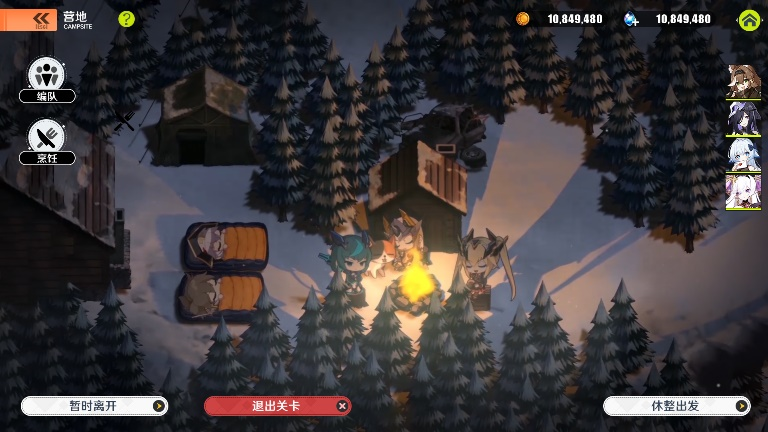 营地
CAMPSITE
?
10,849,480
10,849,480
编队
烹饪
暂时离开
退出关卡
休整出发